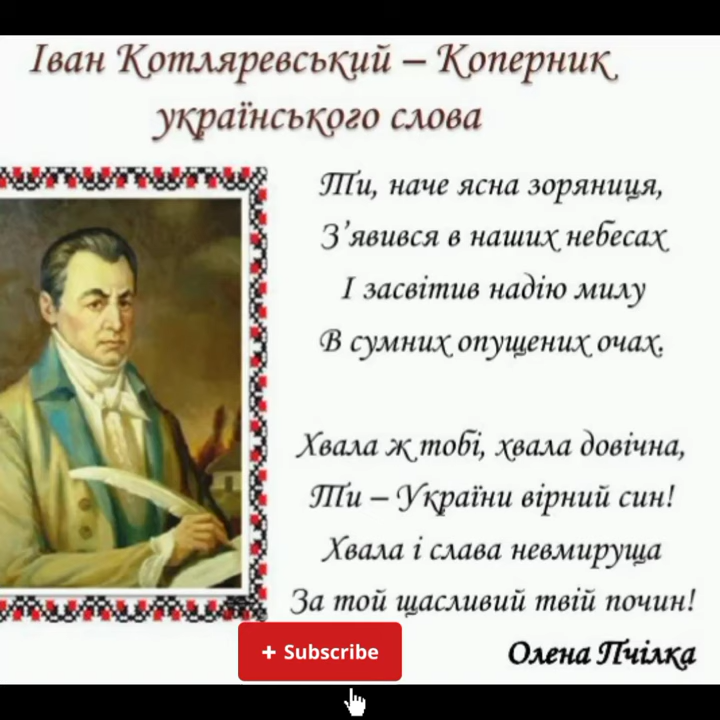 Іван Котляревський – Коперник
українського слова
Ти, наче ясна зоряниця,
З’явився в наших небесах
І засвітив надію милу
В сумних опущених очах.
Хвала ж тобі, хвала довічна,
Ти – України вірний син!
Хвала і слава невмируща
За той щасливий твій почин!
Олена Пчілка
+ Subscribe